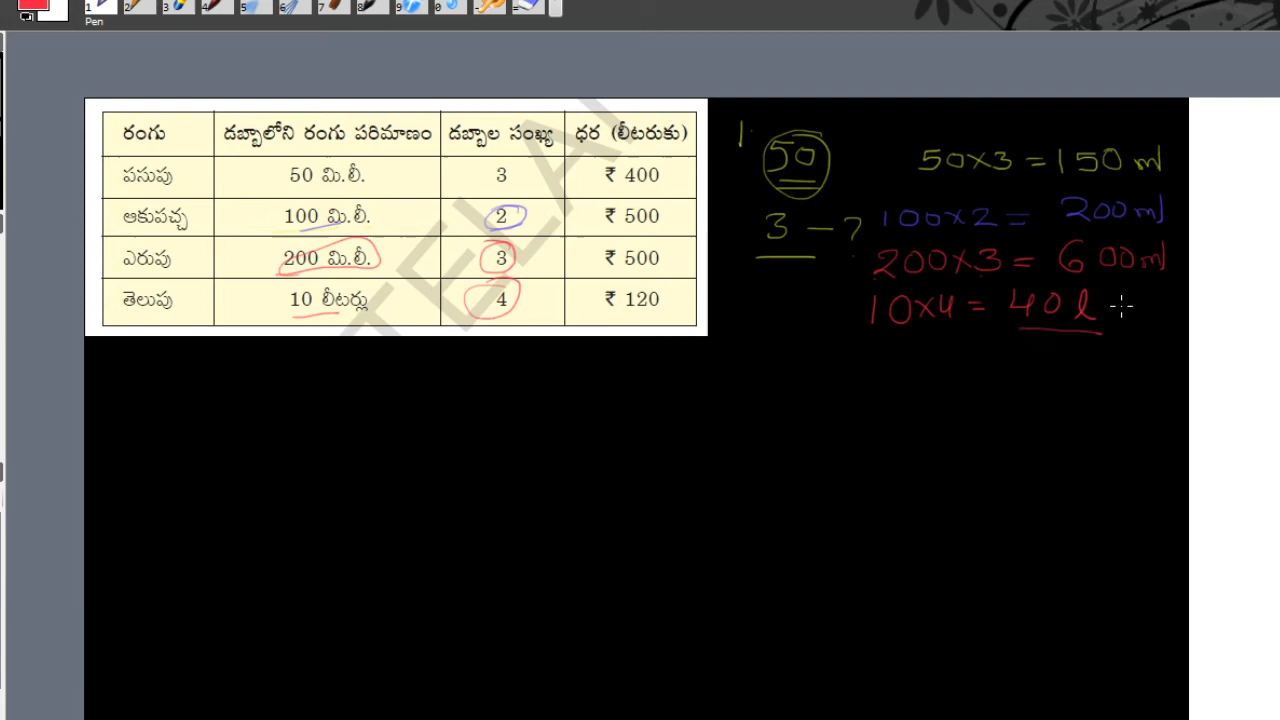 Pen
రంగు దబ్బాలోని రంగు పరిమాణం దబ్బాల సంఖ్య ధర (లీటరుకు)
పసుపు 50 మి.లీ. 3 ₹ 400
ఆకుపచ్చ 100 మి.లీ. 2 ₹ 500
ఎరుపు 200 మి.లీ. 3 ₹ 500
తెలుపు 10 లీటర్లు 4 ₹ 120
1. 50 50×3 = 150 ml
3 – ? 100×2 = 200 ml
200×3 = 600 ml
10×4 = 40 l